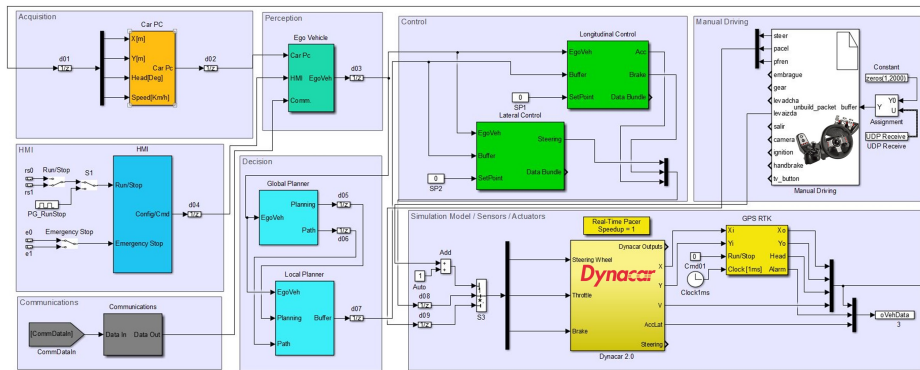 Acquisition
Car PC
d01
1/z
X[m]
Y[m]
Head[Deg]
Speed[Km/h]
Car Pc
d02
1/z
Perception
Ego Vehicle
Car Pc
HMI
Comm.
EgoVeh
d03
1/z
Control
Longitudinal Control
EgoVeh
Buffer
SetPoint
Acc
Brake
Data Bundle
0
SP1
Lateral Control
EgoVeh
Buffer
SetPoint
Steering
Data Bundle
0
SP2
Manual Driving
steer
pacel
pfren
embrague
gear
levadcha
levaizda
salir
camera
ignition
handbrake
tv_button
unbuild_packet buffer
Manual Driving
Constant
zeros(1,2000)
Y0
Y
U
Assignment
UDP Receive
UDP Receive
HMI
HMI
rs0
rs1
Run/Stop
S1
PG_RunStop
e0
e1
Emergency Stop
Run/Stop
Emergency Stop
Config/Cmd
d04
1/z
Decision
Global Planner
EgoVeh
Planning
Path
d05
1/z
1/z
d06
Local Planner
EgoVeh
Planning
Path
Buffer
d07
1/z
Communications
[CommDataIn]
CommDataIn
Communications
Data In
Data Out
Simulation Model / Sensors / Actuators
Add
1
Auto
d08
1/z
d09
1/z
S3
Real-Time Pacer
Speedup = 1
Steering Wheel
Throttle
Brake
Dynacar
Dynacar Outputs
X
Y
V
AccLat
Steering
Dynacar 2.0
GPS RTK
Xi
Yi
Run/Stop
Clock[1ms]
Xo
Yo
Head
Alarm
0
Cmd01
Clock1ms
oVehData
3